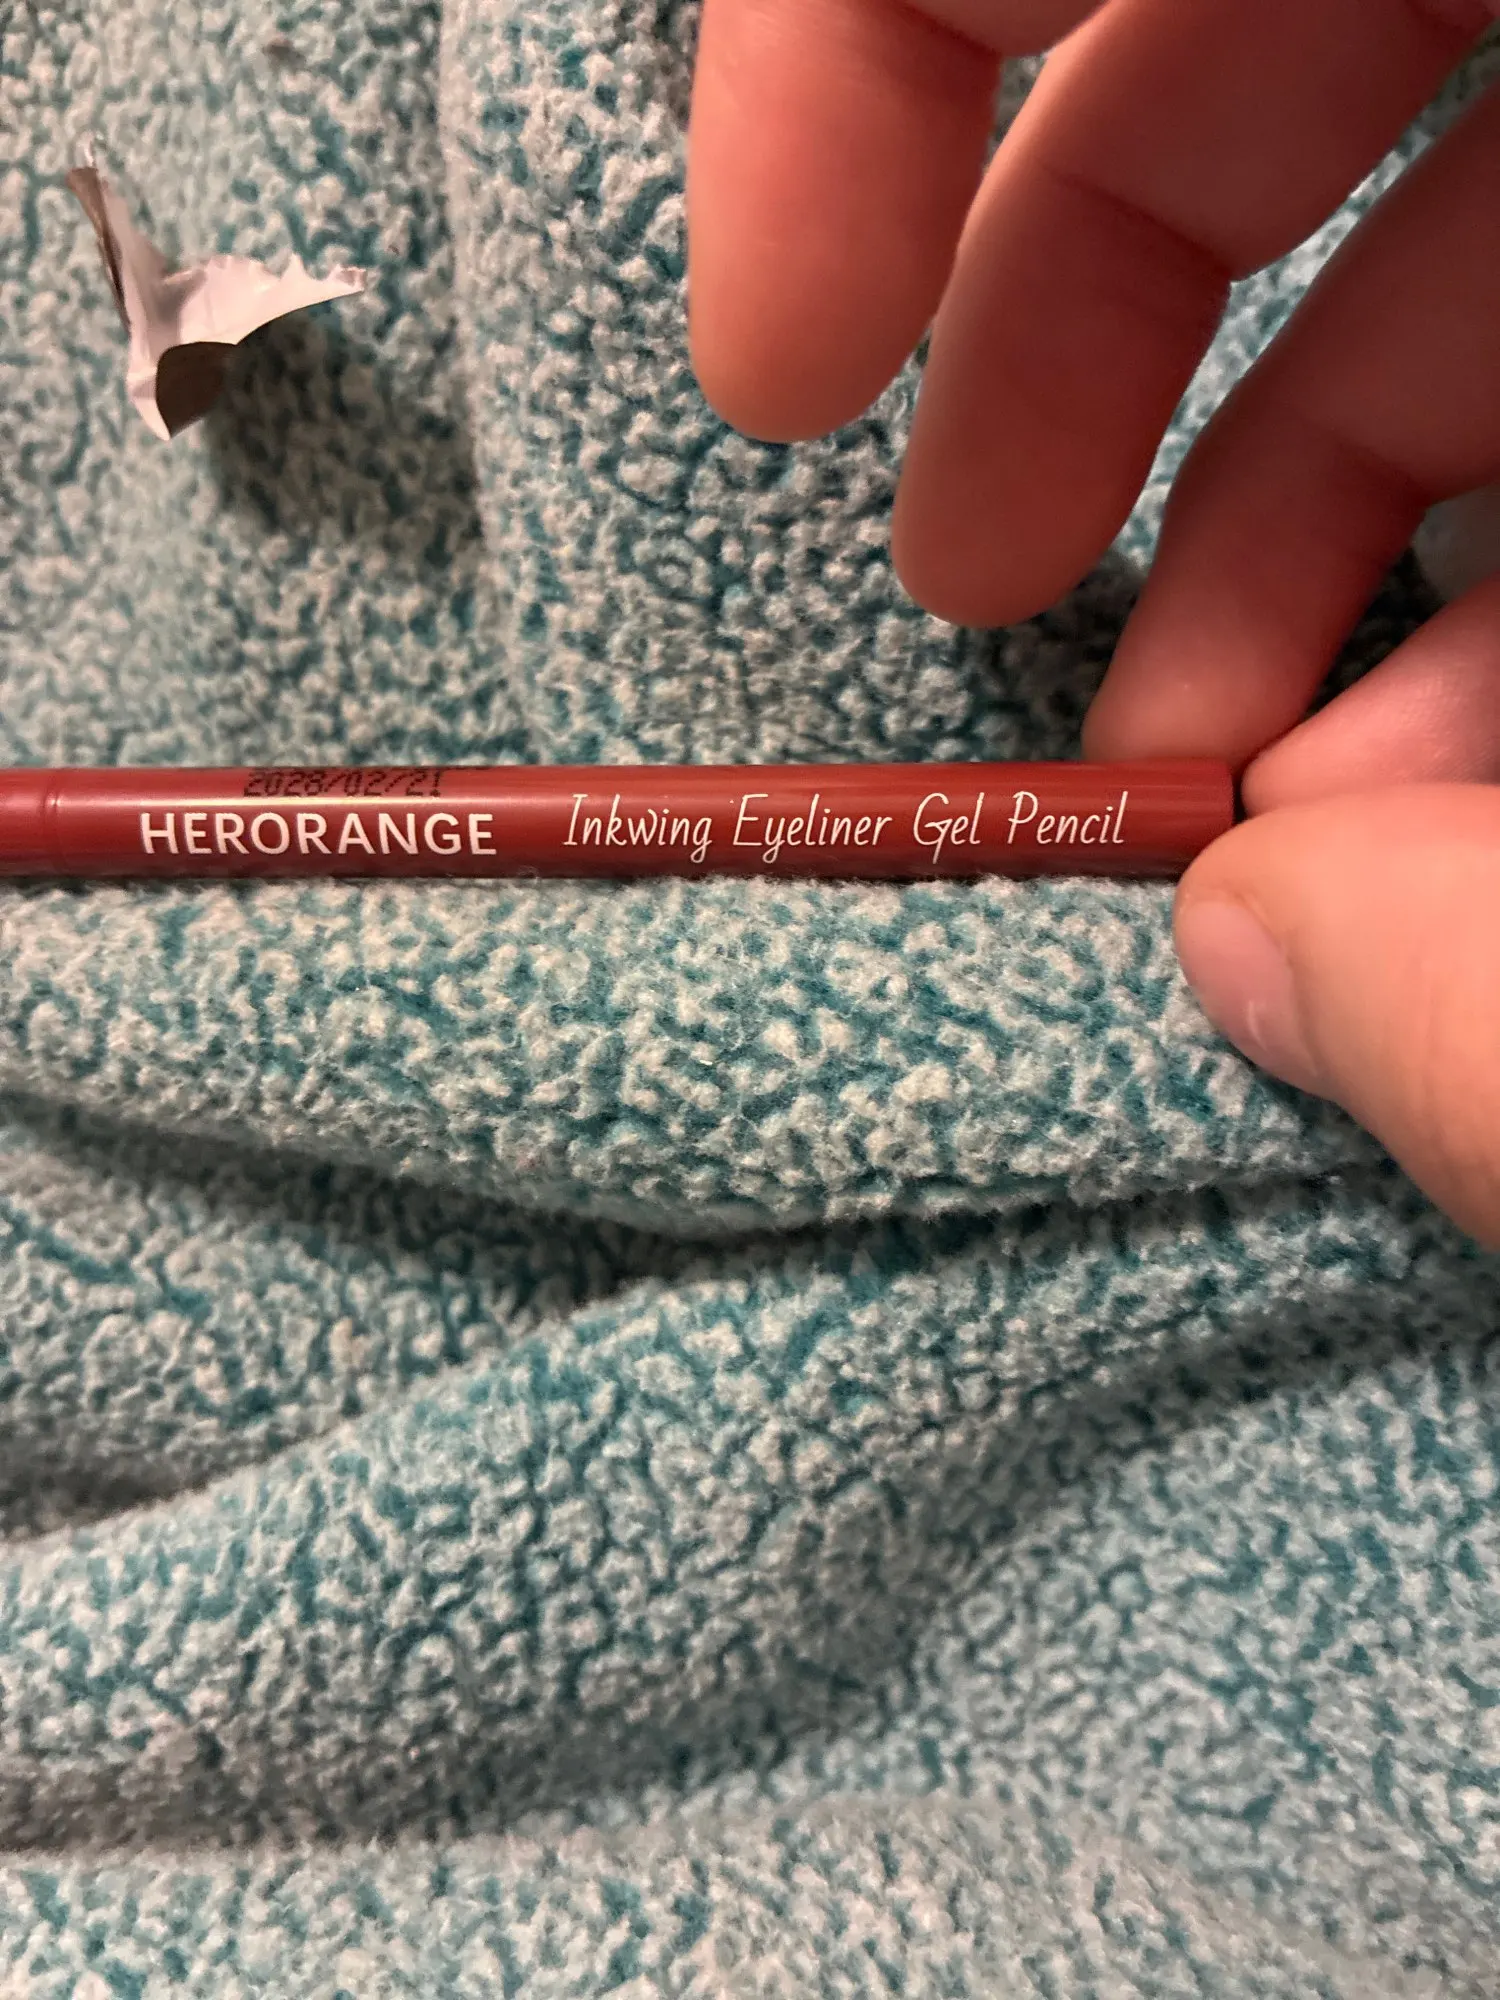 2028/02/21
HERORANGE Inkwing Eyeliner Gel Pencil